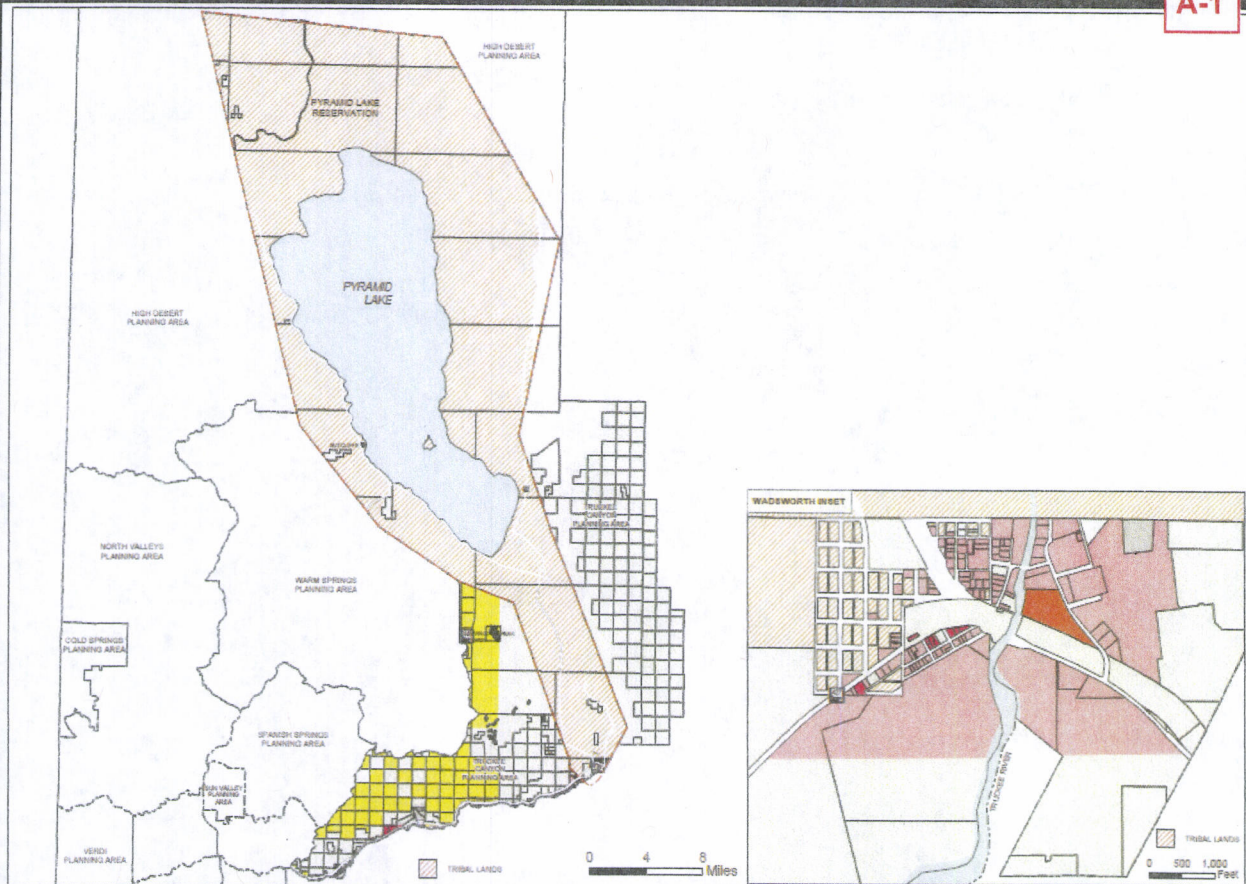 A-1
HIGH DESERT
PLANNING AREA
PYRAMID LAKE
RESERVATION
PYRAMID
LAKE
HIGH DESERT
PLANNING AREA
SUTCLIFFE
TRUCKEE
CANYON
PLANNING AREA
NORTH VALLEYS
PLANNING AREA
WARM SPRINGS
PLANNING AREA
COLD SPRINGS
PLANNING AREA
SPANISH SPRINGS
PLANNING AREA
TRUCKEE
CANYON
PLANNING AREA
SUN VALLEY
PLANNING
AREA
VERDI
PLANNING AREA
TRIBAL LANDS
0 4 8
Miles
WADSWORTH INSET
TRUCKEE RIVER
TRIBAL LANDS
0 500 1,000
Feet